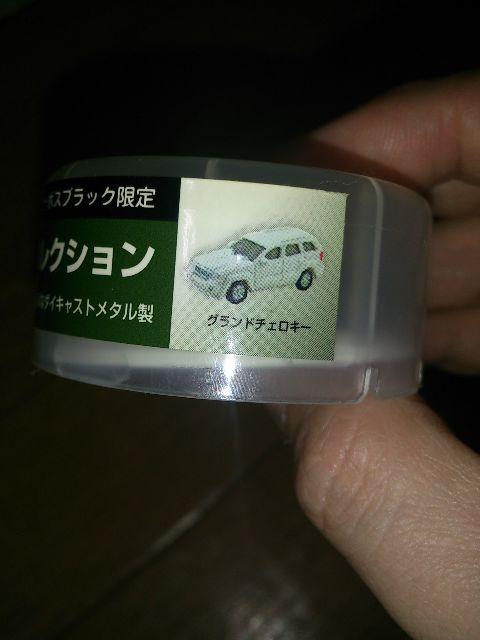 スブラック限定
レクション
ダイキャストメタル製
グランドチェロキー